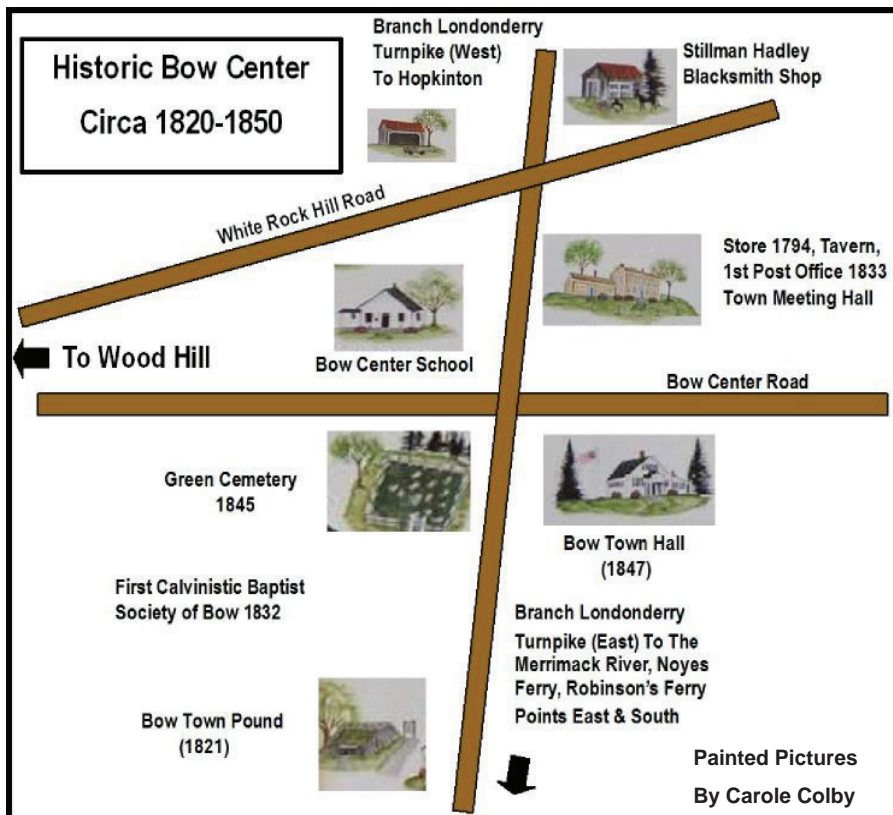 Historic Bow Center
Circa 1820-1850
Branch Londonderry
Turnpike (West)
To Hopkinton
Stillman Hadley
Blacksmith Shop
White Rock Hill Road
Store 1794, Tavern,
1st Post Office 1833
Town Meeting Hall
To Wood Hill
Bow Center School
Bow Center Road
Green Cemetery
1845
Bow Town Hall
(1847)
First Calvinistic Baptist
Society of Bow 1832
Branch Londonderry
Turnpike (East) To The
Merrimack River, Noyes
Ferry, Robinson's Ferry
Points East & South
Bow Town Pound
(1821)
Painted Pictures
By Carole Colby